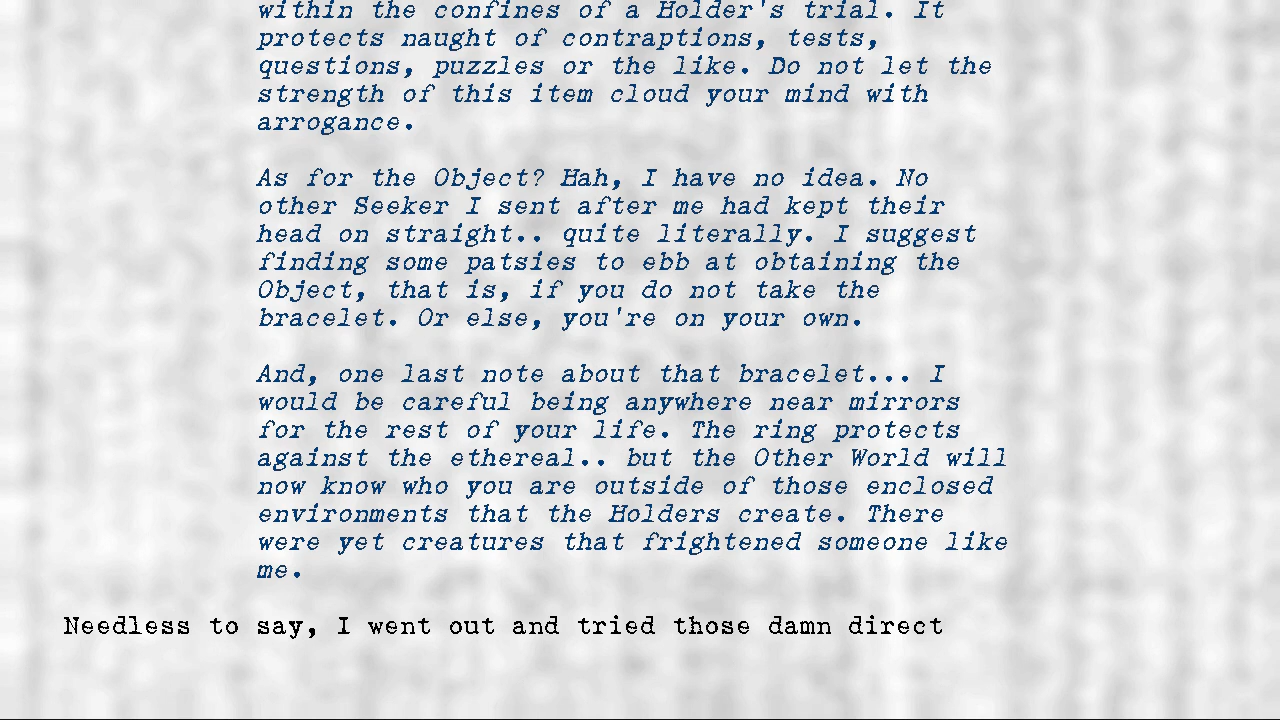 within the confines of a Holder's trial. It
protects naught of contraptions, tests,
questions, puzzles or the like. Do not let the
strength of this item cloud your mind with
arrogance.
As for the Object? Hah, I have no idea. No
other Seeker I sent after me had kept their
head on straight.. quite literally. I suggest
finding some patsies to ebb at obtaining the
Object, that is, if you do not take the
bracelet. Or else, you're on your own.
And, one last note about that bracelet... I
would be careful being anywhere near mirrors
for the rest of your life. The ring protects
against the ethereal.. but the Other World will
now know who you are outside of those enclosed
environments that the Holders create. There
were yet creatures that frightened someone like
me.
Needless to say, I went out and tried those damn direct